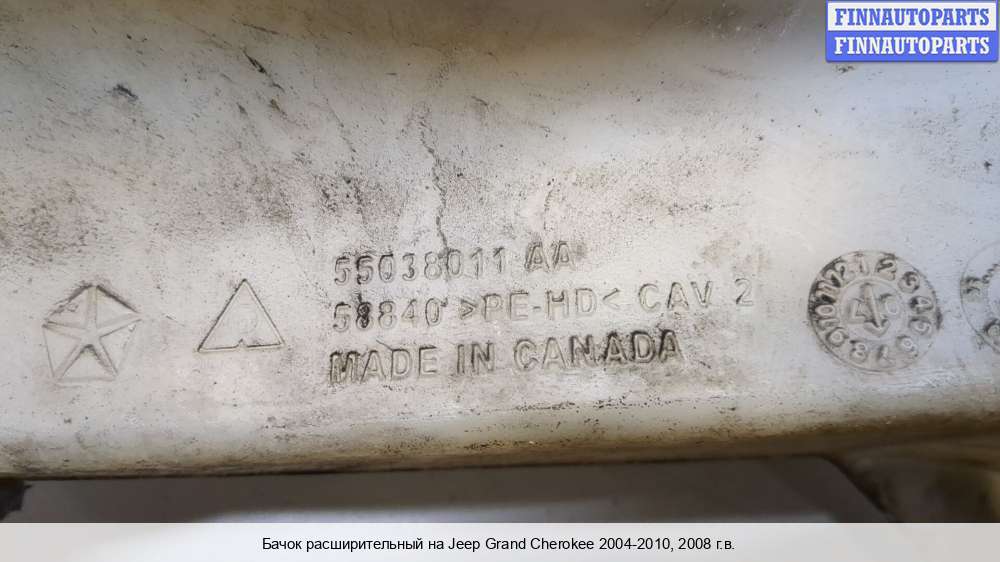 FINNAUTOPARTS
FINNAUTOPARTS
55038011 AA
58840 >PE-HD< CAV 2
MADE IN CANADA
Бачок расширительный на Jeep Grand Cherokee 2004-2010, 2008 г.в.